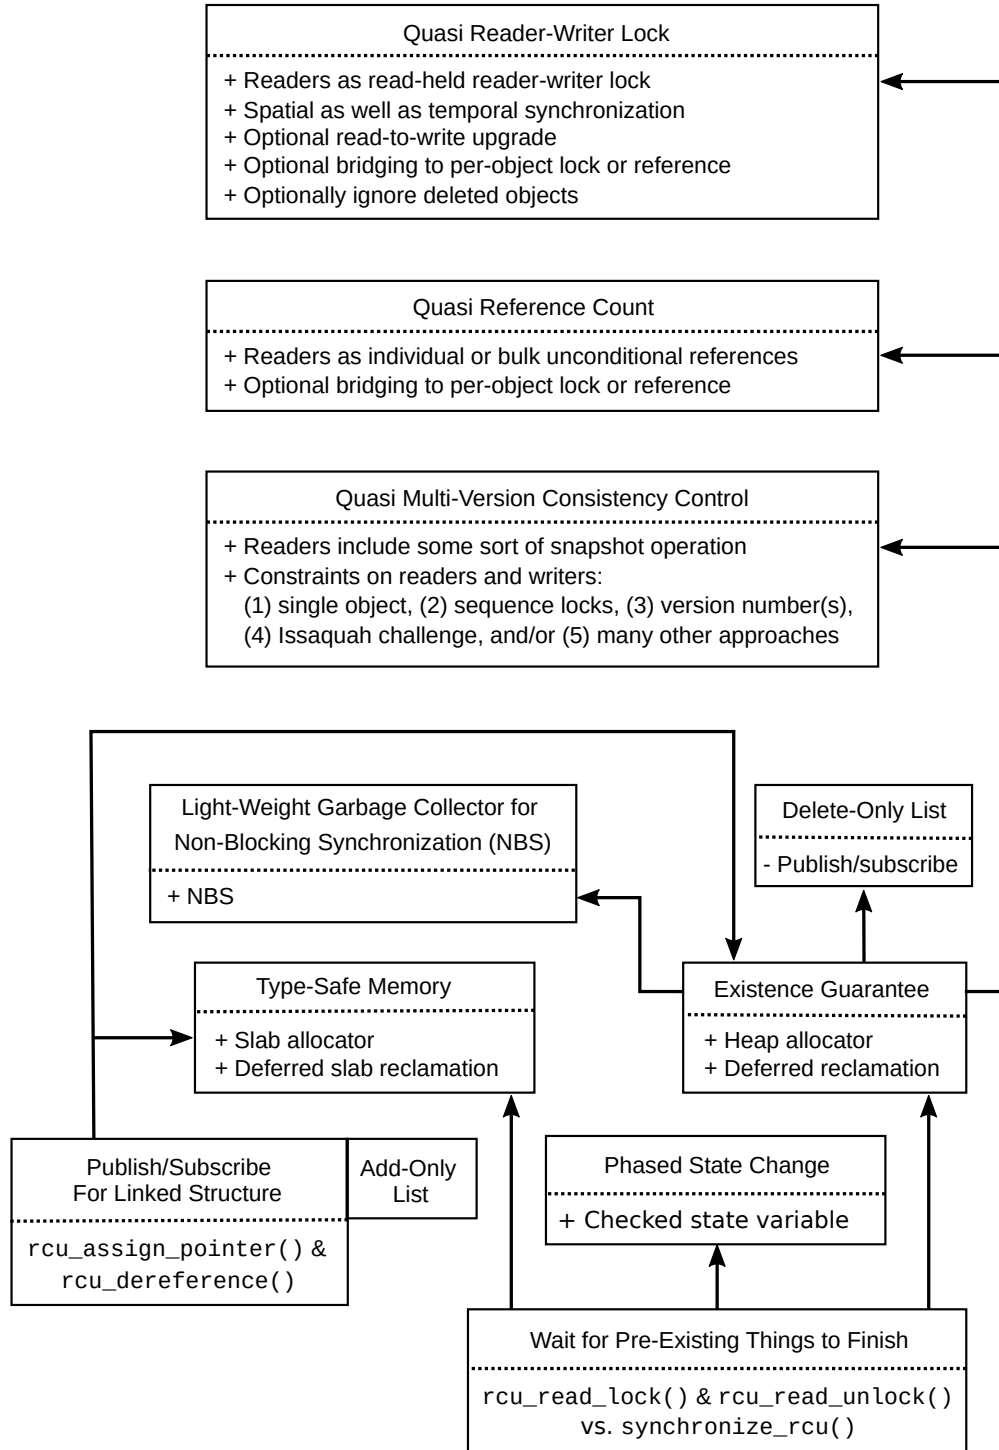 Quasi Reader-Writer Lock
+ Readers as read-held reader-writer lock
+ Spatial as well as temporal synchronization
+ Optional read-to-write upgrade
+ Optional bridging to per-object lock or reference
+ Optionally ignore deleted objects
Quasi Reference Count
+ Readers as individual or bulk unconditional references
+ Optional bridging to per-object lock or reference
Quasi Multi-Version Consistency Control
+ Readers include some sort of snapshot operation
+ Constraints on readers and writers:
(1) single object, (2) sequence locks, (3) version number(s),
(4) Issaquah challenge, and/or (5) many other approaches
Light-Weight Garbage Collector for
Non-Blocking Synchronization (NBS)
+ NBS
Delete-Only List
- Publish/subscribe
Type-Safe Memory
+ Slab allocator
+ Deferred slab reclamation
Existence Guarantee
+ Heap allocator
+ Deferred reclamation
Publish/Subscribe
For Linked Structure
rcu_assign_pointer() &
rcu_dereference()
Add-Only
List
Phased State Change
+ Checked state variable
Wait for Pre-Existing Things to Finish
rcu_read_lock() & rcu_read_unlock()
vs. synchronize_rcu()